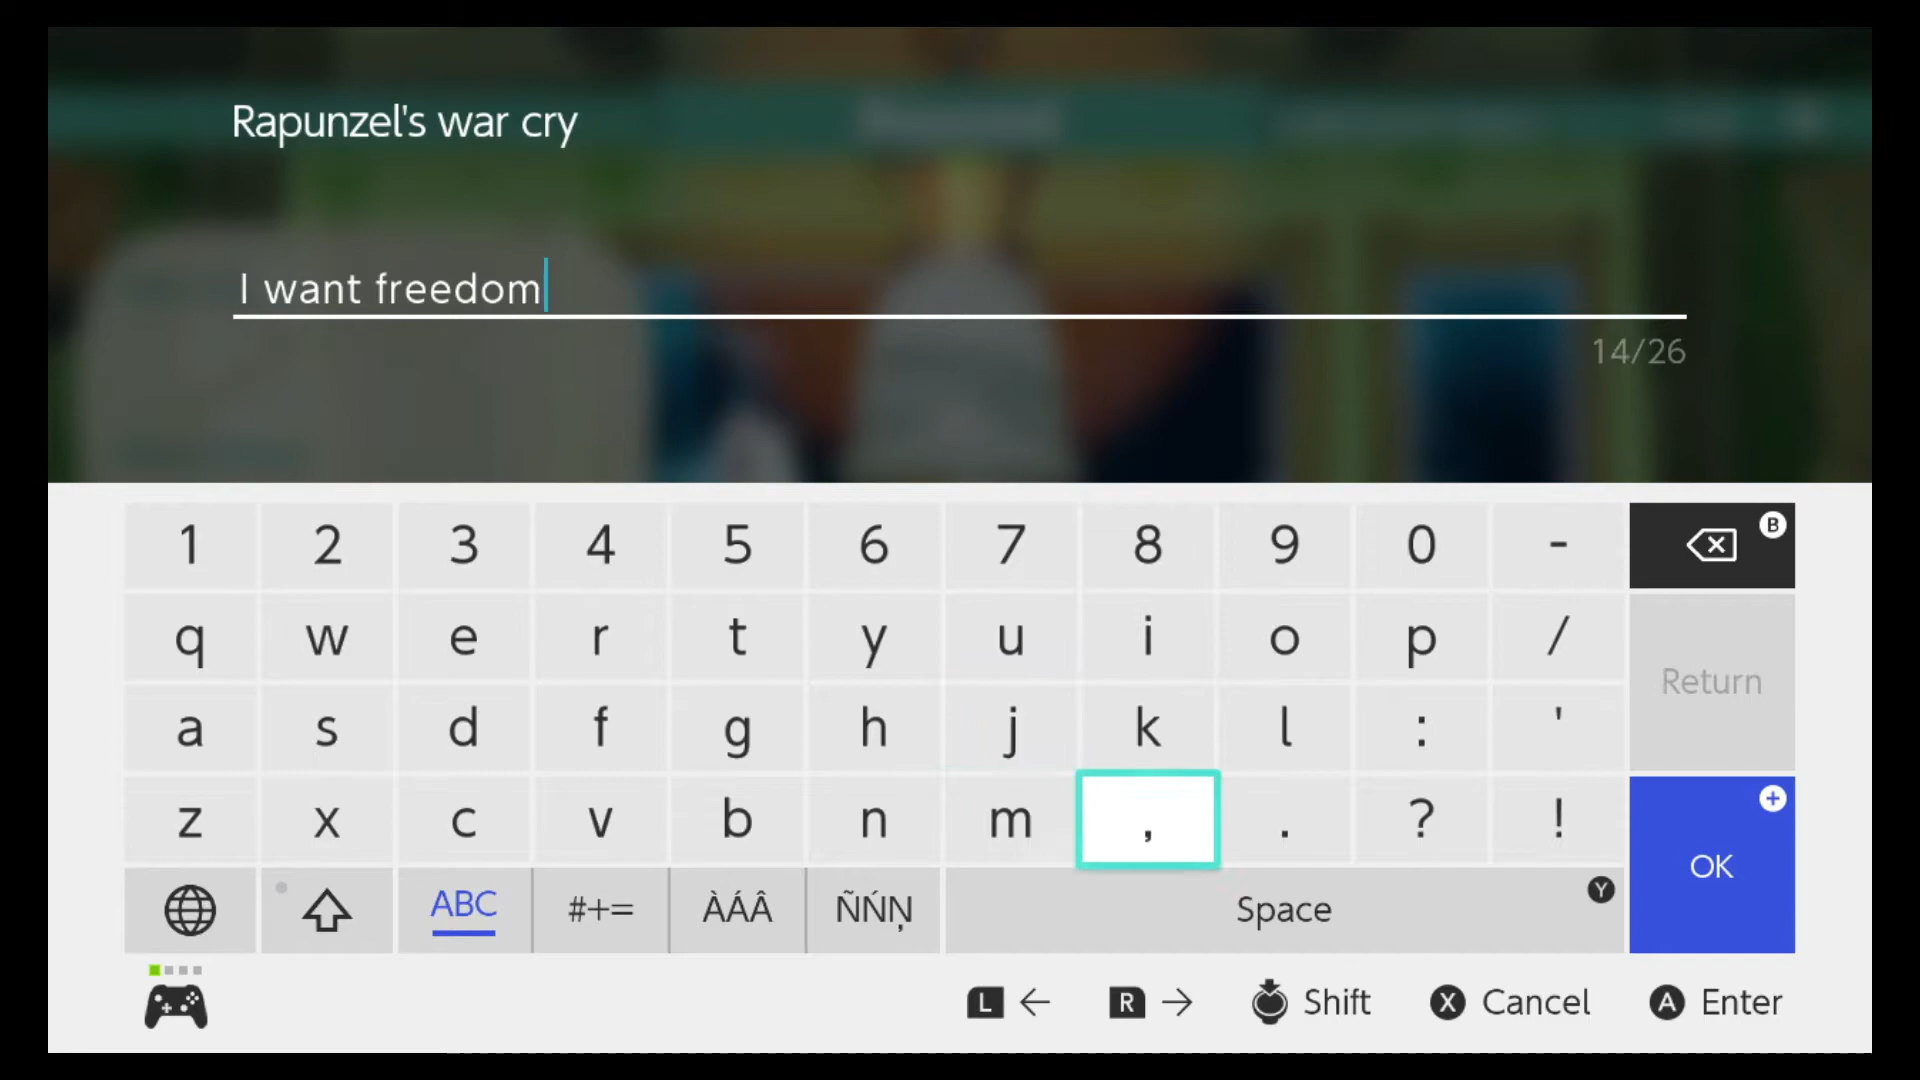 Rapunzel's war cry
I want freedom
14/26
1 2 3 4 5 6 7 8 9 0 - B
q w e r t y u i o p /
Return
a s d f g h j k l : '
z x c v b n m , . ? ! +
OK
ABC #+= ÀÁÂ ÑŃŅ Space Y
L ← R → Shift X Cancel A Enter